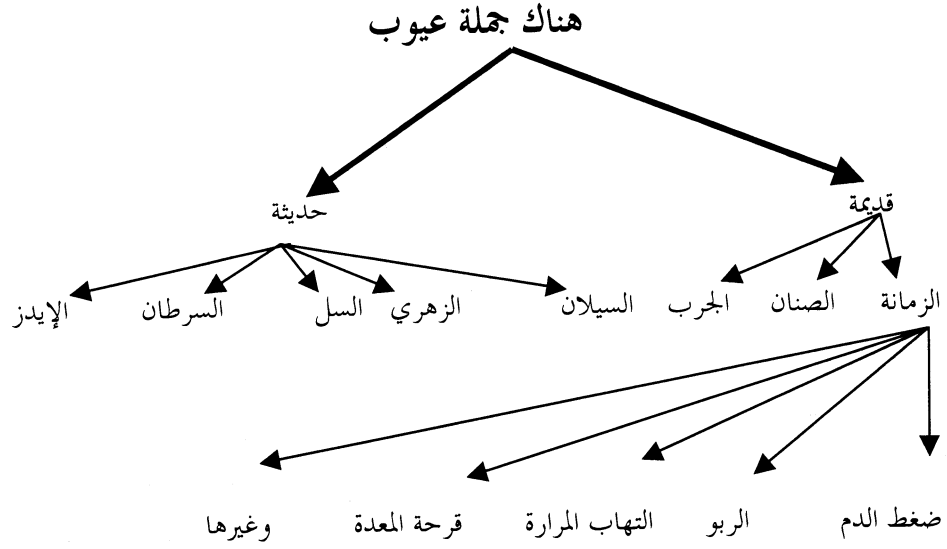 هناك جملة عيوب
قديمة حديثة
الزمانة الصنان الجرب السيلان الزهري السل السرطان الإيدز
ضغط الدم الربو التهاب المرارة قرحة المعدة وغيرها